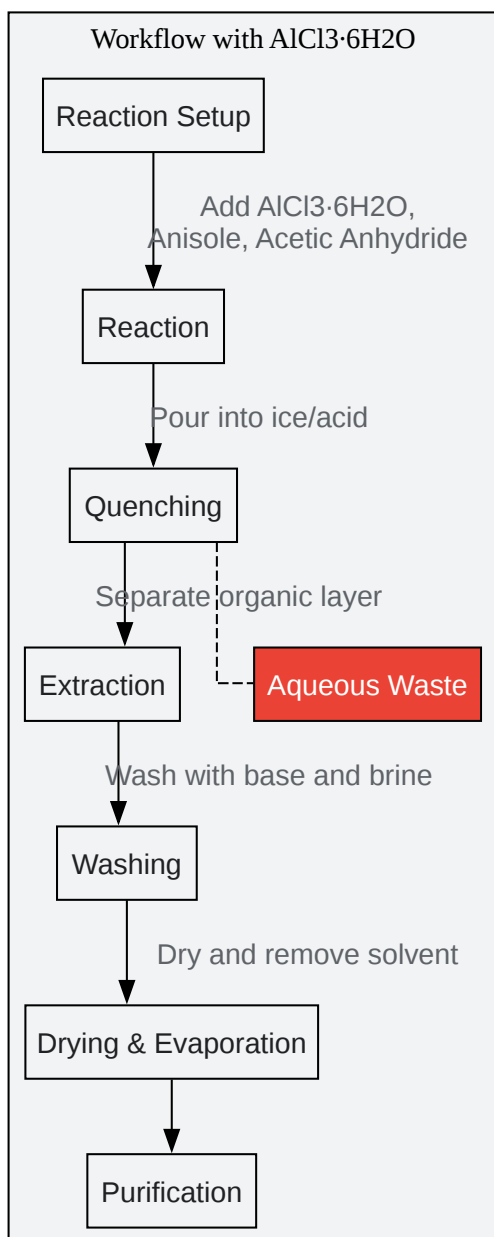 Workflow with AlCl3·6H2O
Reaction Setup
Add AlCl3·6H2O,
Anisole, Acetic Anhydride
Reaction
Pour into ice/acid
Quenching
Separate organic layer
Extraction
Aqueous Waste
Wash with base and brine
Washing
Dry and remove solvent
Drying & Evaporation
Purification